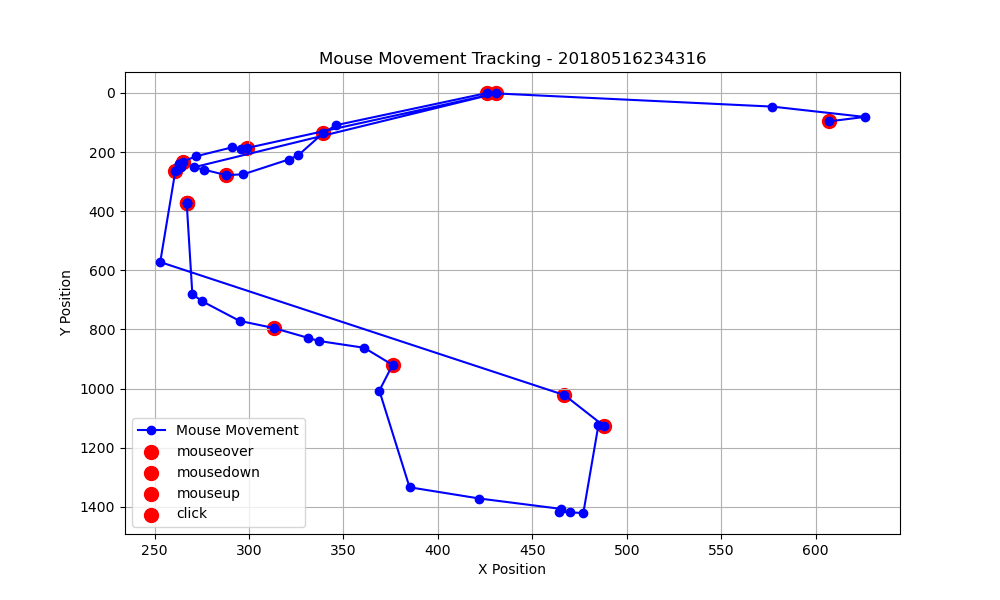 Mouse Movement Tracking - 20180516234316
0
200
400
600
800
1000
1200
1400
Y Position
Mouse Movement
mouseover
mousedown
mouseup
click
250 300 350 400 450 500 550 600
X Position